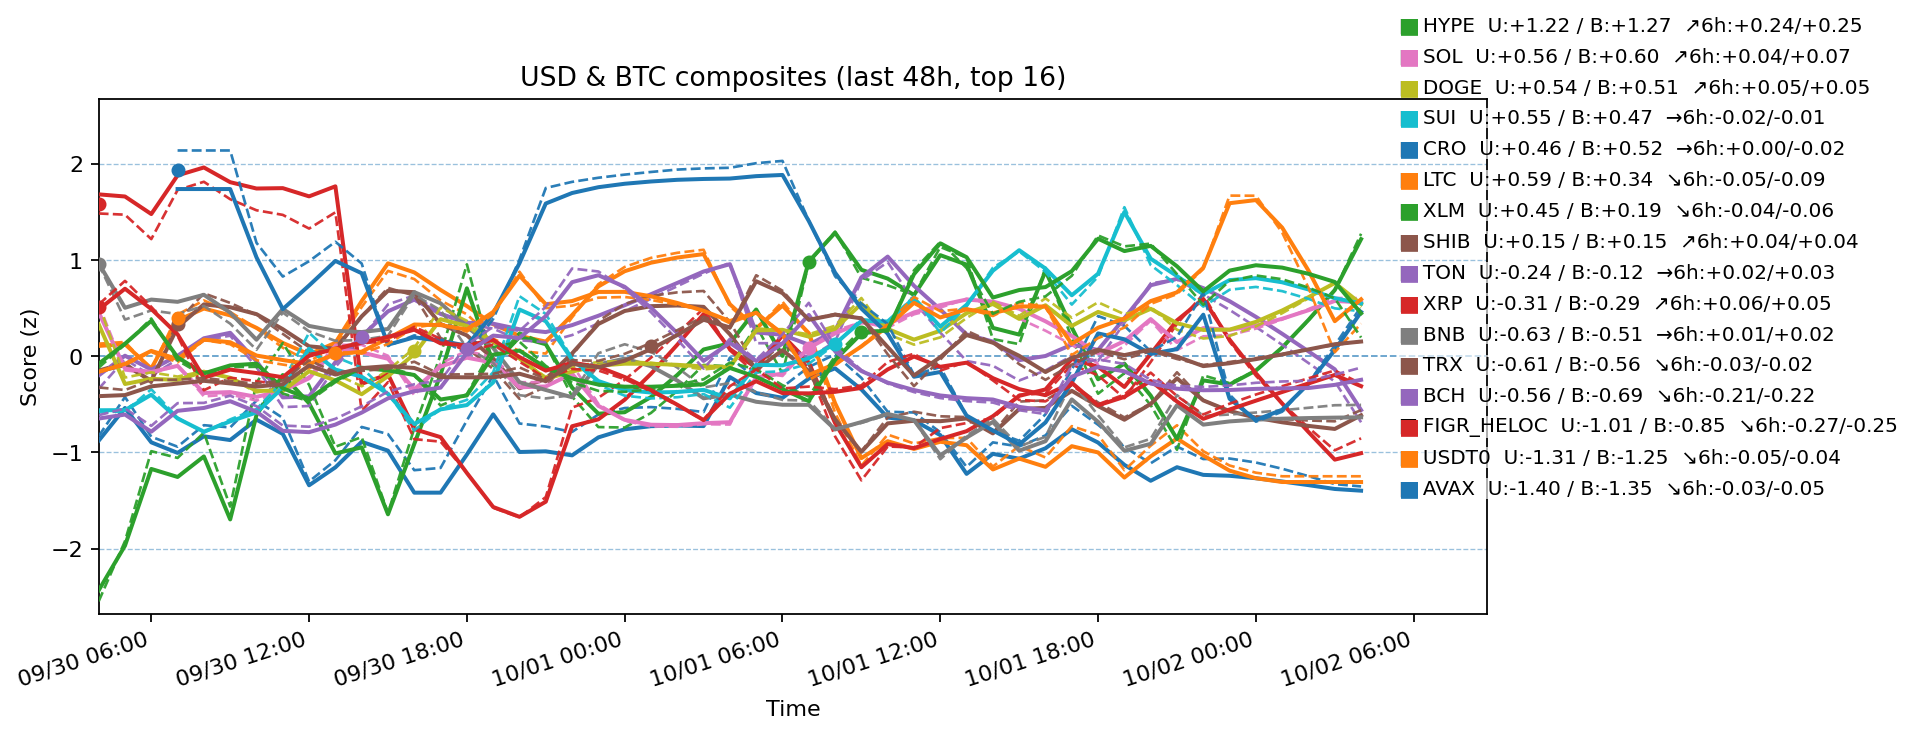 HYPE  U:+1.22 / B:+1.27  ↗6h:+0.24/+0.25
SOL  U:+0.56 / B:+0.60  ↗6h:+0.04/+0.07
USD & BTC composites (last 48h, top 16)
DOGE  U:+0.54 / B:+0.51  ↗6h:+0.05/+0.05
SUI  U:+0.55 / B:+0.47  →6h:-0.02/-0.01
CRO  U:+0.46 / B:+0.52  →6h:+0.00/-0.02
LTC  U:+0.59 / B:+0.34  ↘6h:-0.05/-0.09
XLM  U:+0.45 / B:+0.19  ↘6h:-0.04/-0.06
SHIB  U:+0.15 / B:+0.15  ↗6h:+0.04/+0.04
TON  U:-0.24 / B:-0.12  →6h:+0.02/+0.03
XRP  U:-0.31 / B:-0.29  ↗6h:+0.06/+0.05
BNB  U:-0.63 / B:-0.51  →6h:+0.01/+0.02
TRX  U:-0.61 / B:-0.56  ↘6h:-0.03/-0.02
BCH  U:-0.56 / B:-0.69  ↘6h:-0.21/-0.22
FIGR_HELOC  U:-1.01 / B:-0.85  ↘6h:-0.27/-0.25
USDT0  U:-1.31 / B:-1.25  ↘6h:-0.05/-0.04
AVAX  U:-1.40 / B:-1.35  ↘6h:-0.03/-0.05
Score (z)
2
1
0
−1
−2
09/30 06:00
09/30 12:00
09/30 18:00
10/01 00:00
10/01 06:00
10/01 12:00
10/01 18:00
10/02 00:00
10/02 06:00
Time